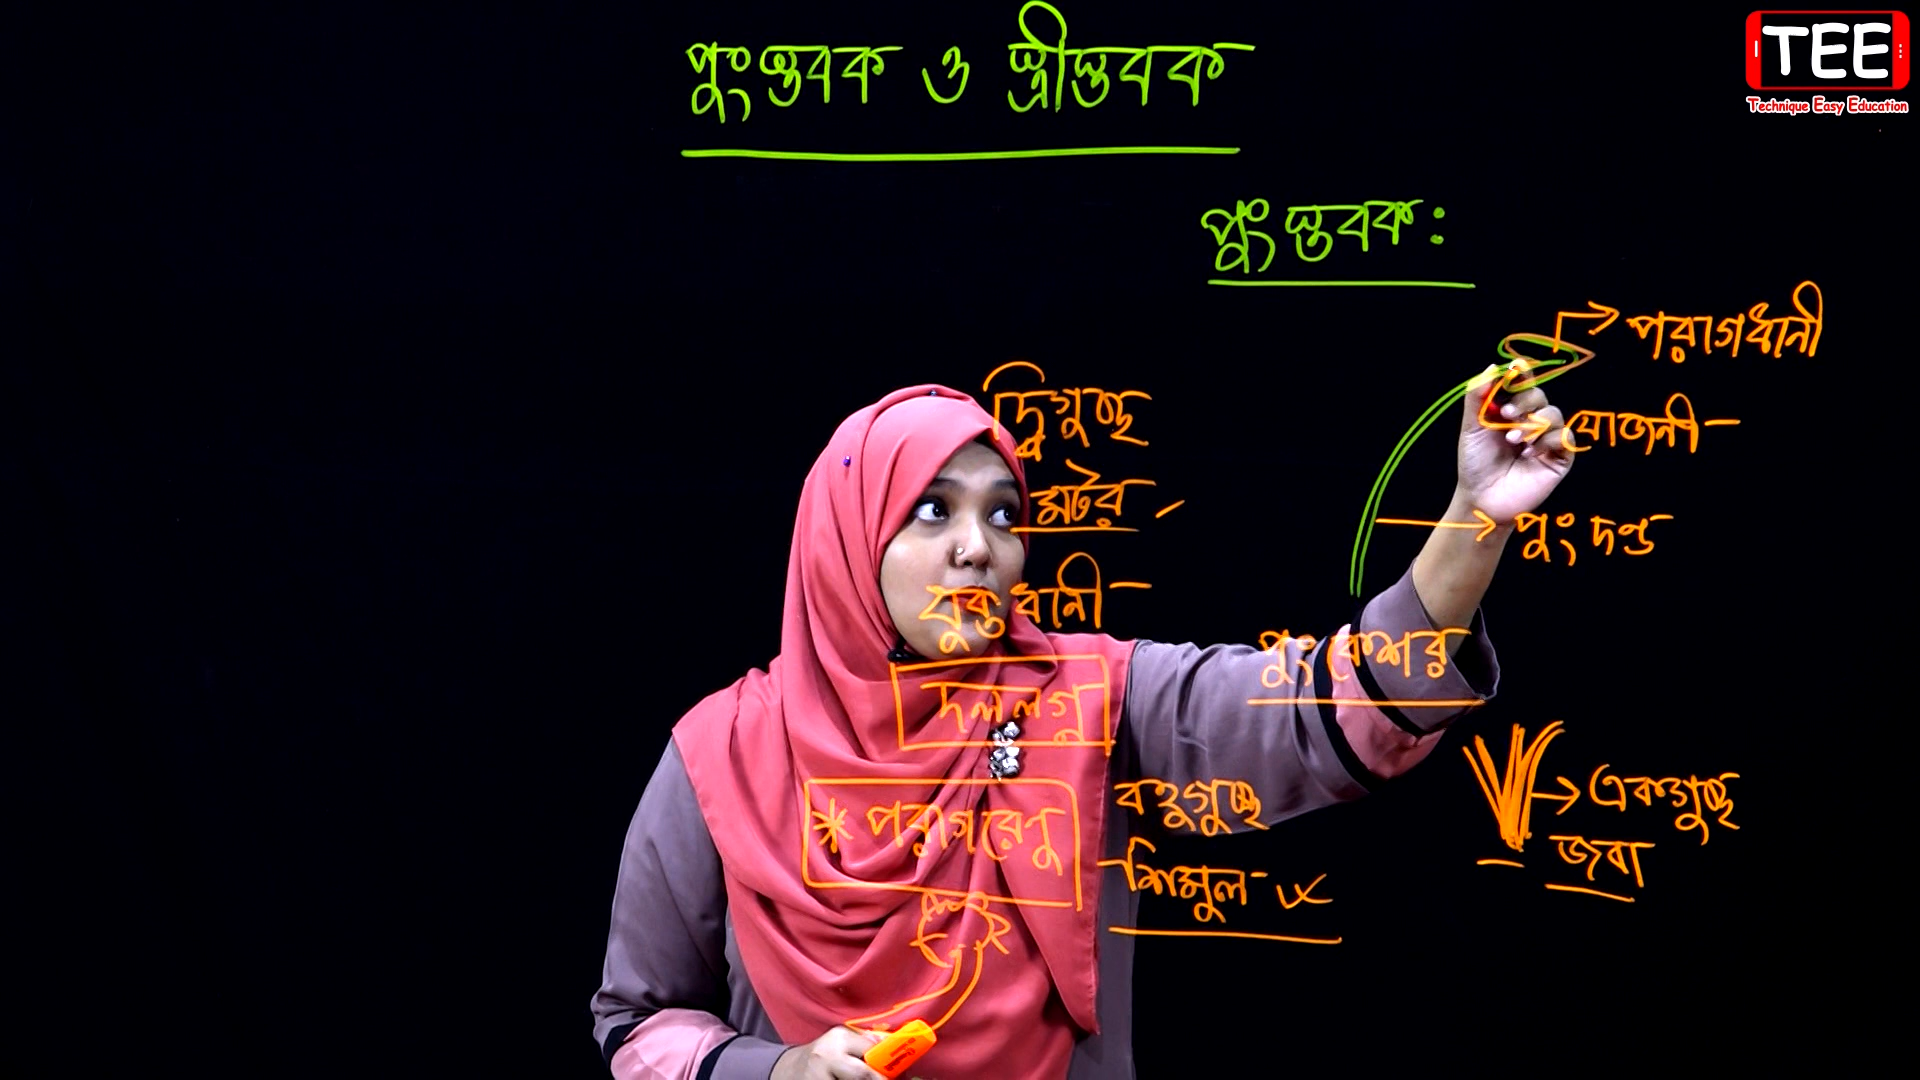 পুংস্তবক ও স্ত্রীস্তবক
TEE
Technique Easy Education
পুংস্তবক:
পরাগধানী
যোজনী
পুংদণ্ড
পুংকেশর
দ্বিগুচ্ছ
মটর
যুক্তধানী
দললগ্ন
* পরাগরেণু
বহুগুচ্ছ
শিমুল
একগুচ্ছ
জবা